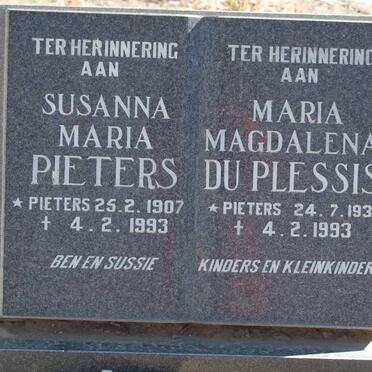 TER HERINNERING
AAN
SUSANNA
MARIA
PIETERS
* PIETERS 25.2.1907
† 4.2.1993
BEN EN SUSSIE
TER HERINNERING
AAN
MARIA
MAGDALENA
DU PLESSIS
* PIETERS 24.7.193
† 4.2.1993
KINDERS EN KLEINKINDER